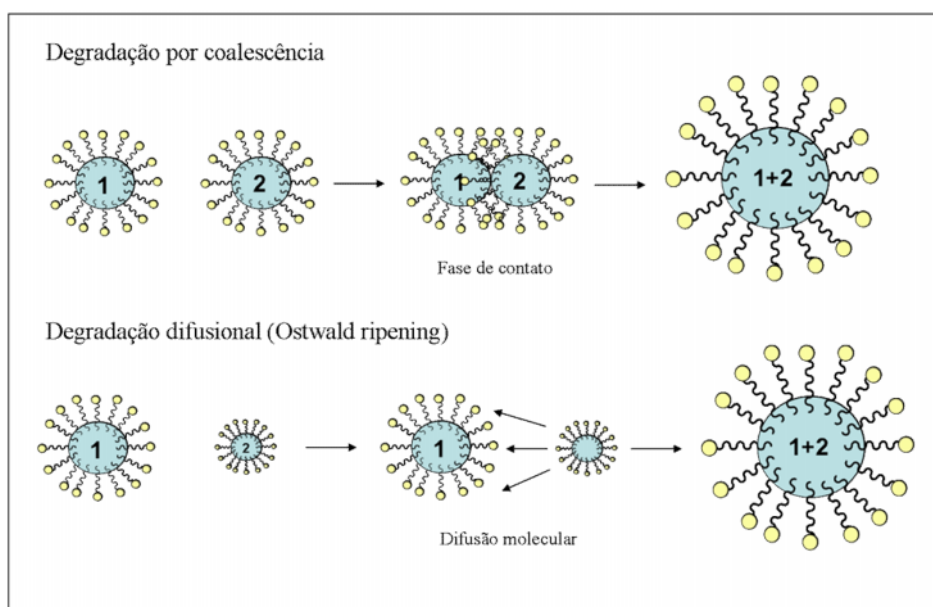 Degradação por coalescência
1
2
1
2
1+2
Fase de contato
Degradação difusional (Ostwald ripening)
1
2
1
1+2
Difusão molecular